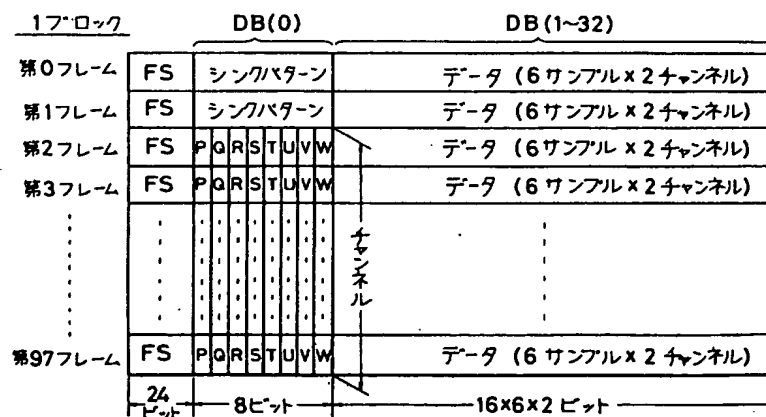 1ブロック DB(0) DB(1~32)
第0フレーム FS シンクパターン データ (6サンプル×2チャンネル)
第1フレーム FS シンクパターン データ (6サンプル×2チャンネル)
第2フレーム FS P Q R S T U V W データ (6サンプル×2チャンネル)
第3フレーム FS P Q R S T U V W データ (6サンプル×2チャンネル)
チャンネル
第97フレーム FS P Q R S T U V W データ (6サンプル×2チャンネル)
24ビット 8ビット 16×6×2ビット